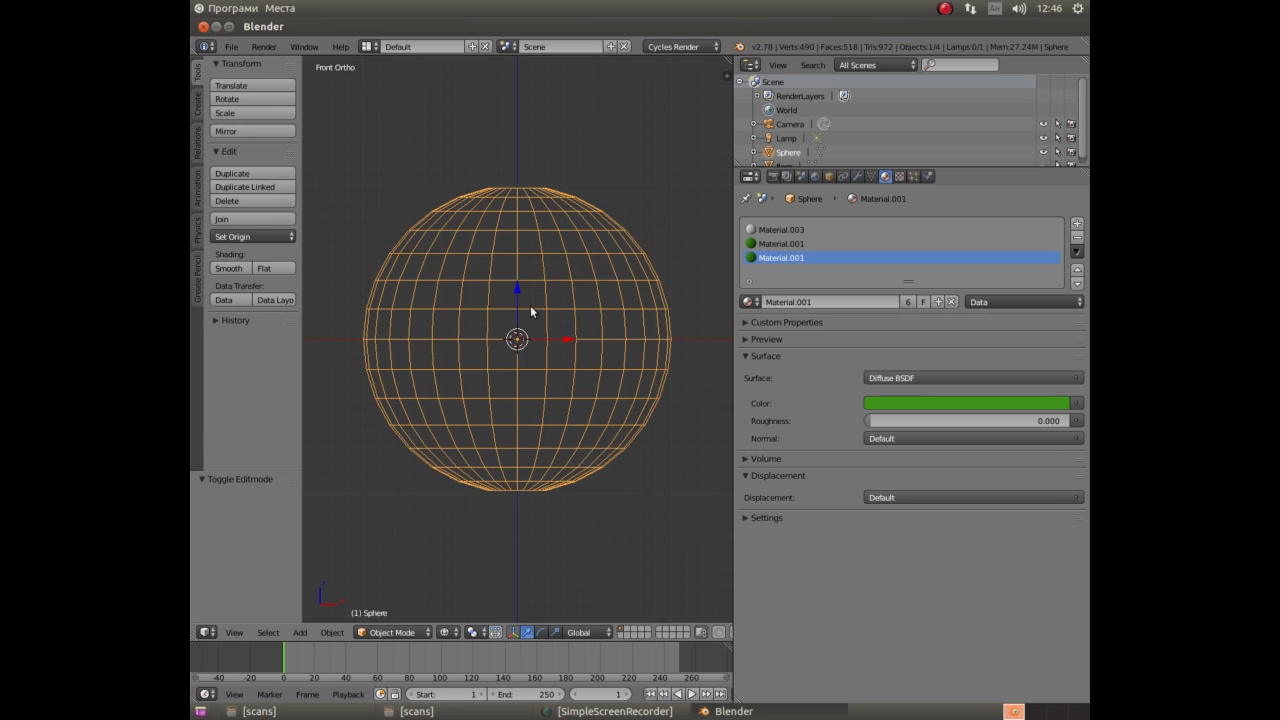 Програми Места 12:46
Blender
File Render Window Help Default Scene Cycles Render v2.78 | Verts:490 | Faces:518 | Tris:972 | Objects:1/4 | Lamps:0/1 | Mem:27.24M | Sphere
Transform
Translate
Rotate
Scale
Mirror
Edit
Duplicate
Duplicate Linked
Delete
Join
Set Origin
Shading:
Smooth Flat
Data Transfer:
Data Data Layo
History
Toggle Editmode
Tools
Create
Relations
Animation
Physics
Grease Pencil
Front Ortho
(1) Sphere
View Search All Scenes
Scene
RenderLayers
World
Camera
Lamp
Sphere
Sphere Material.001
Material.003
Material.001
Material.001
Material.001 6 F Data
Custom Properties
Preview
Surface
Surface: Diffuse BSDF
Color:
Roughness: 0.000
Normal: Default
Volume
Displacement
Displacement: Default
Settings
View Select Add Object Object Mode Global
-40 -20 0 20 40 60 80 100 120 140 160 180 200 220 240 260
View Marker Frame Playback Start: 1 End: 250 1
[scans] [scans] [SimpleScreenRecorder] Blender